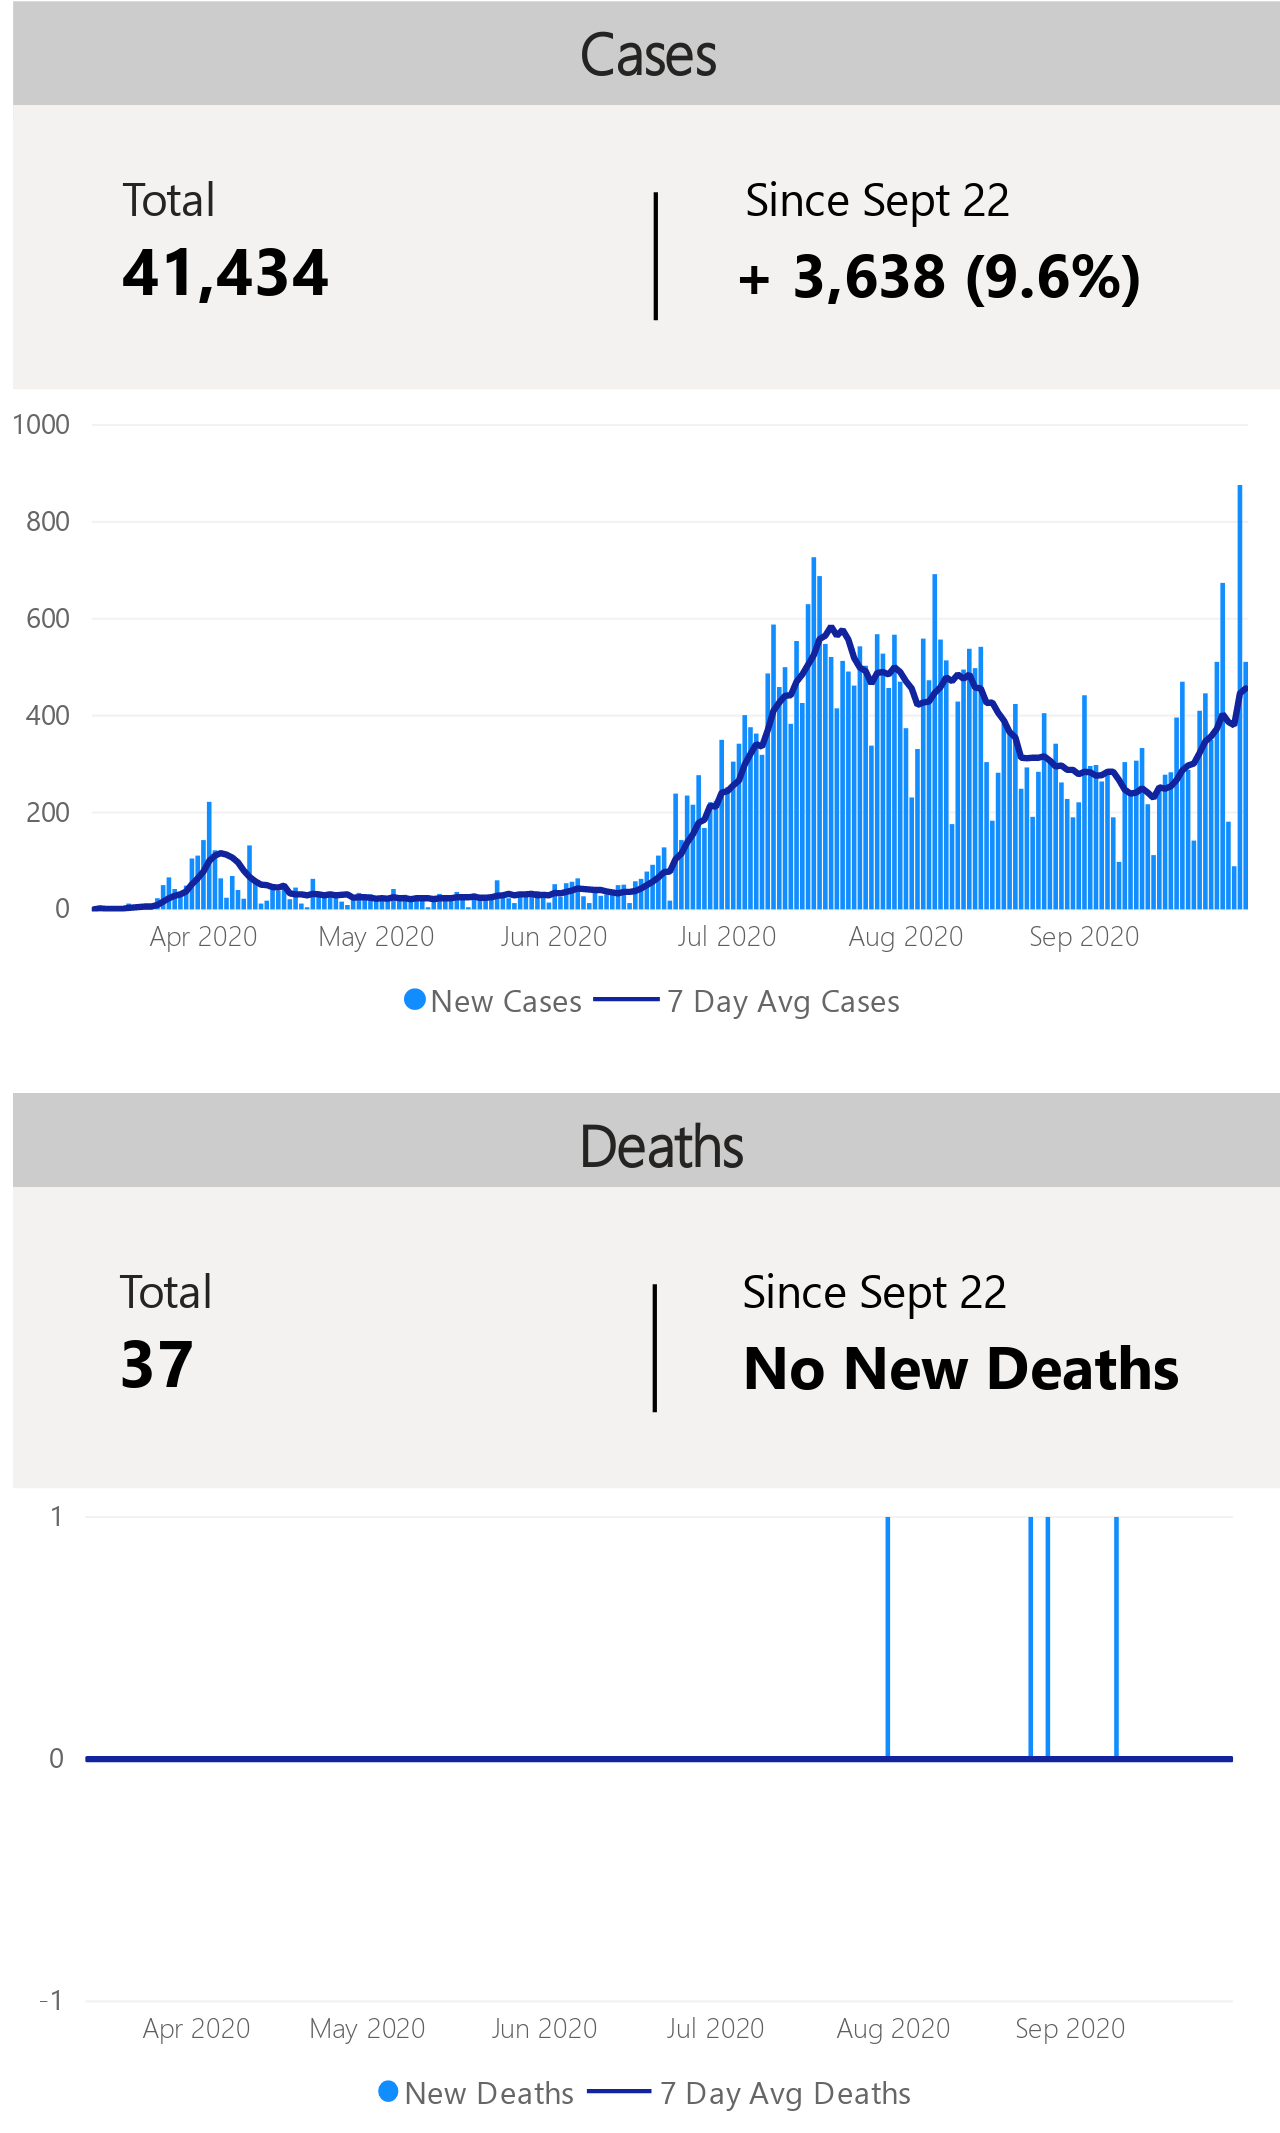 Cases
Total
Since Sept 22
41,434
+ 3,638 (9.6%)
1000
800
600
400
200
0
Apr 2020 May 2020 Jun 2020 Jul 2020 Aug 2020 Sep 2020
New Cases 7 Day Avg Cases
Deaths
Total
Since Sept 22
37
No New Deaths
1
0
-1
Apr 2020 May 2020 Jun 2020 Jul 2020 Aug 2020 Sep 2020
New Deaths 7 Day Avg Deaths